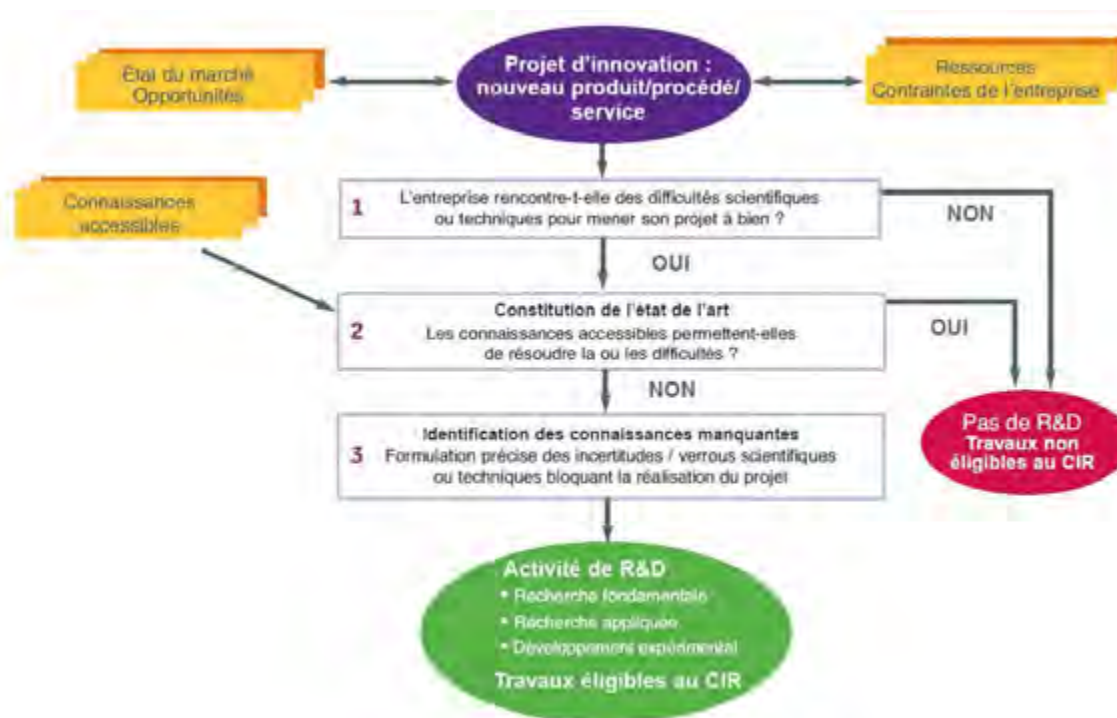 État du marché
Opportunités
Projet d'innovation :
nouveau produit/procédé/
service
Ressources
Contraintes de l'entreprise
Connaissances
accessibles
1
L'entreprise rencontre-t-elle des difficultés scientifiques
ou techniques pour mener son projet à bien ?
NON
OUI
2
Constitution de l'état de l'art
Les connaissances accessibles permettent-elles
de résoudre la ou les difficultés ?
OUI
NON
3
Identification des connaissances manquantes
Formulation précise des incertitudes / verrous scientifiques
ou techniques bloquant la réalisation du projet
Pas de R&D
Travaux non
éligibles au CIR
Activité de R&D
• Recherche fondamentale
• Recherche appliquée
• Développement expérimental
Travaux éligibles au CIR